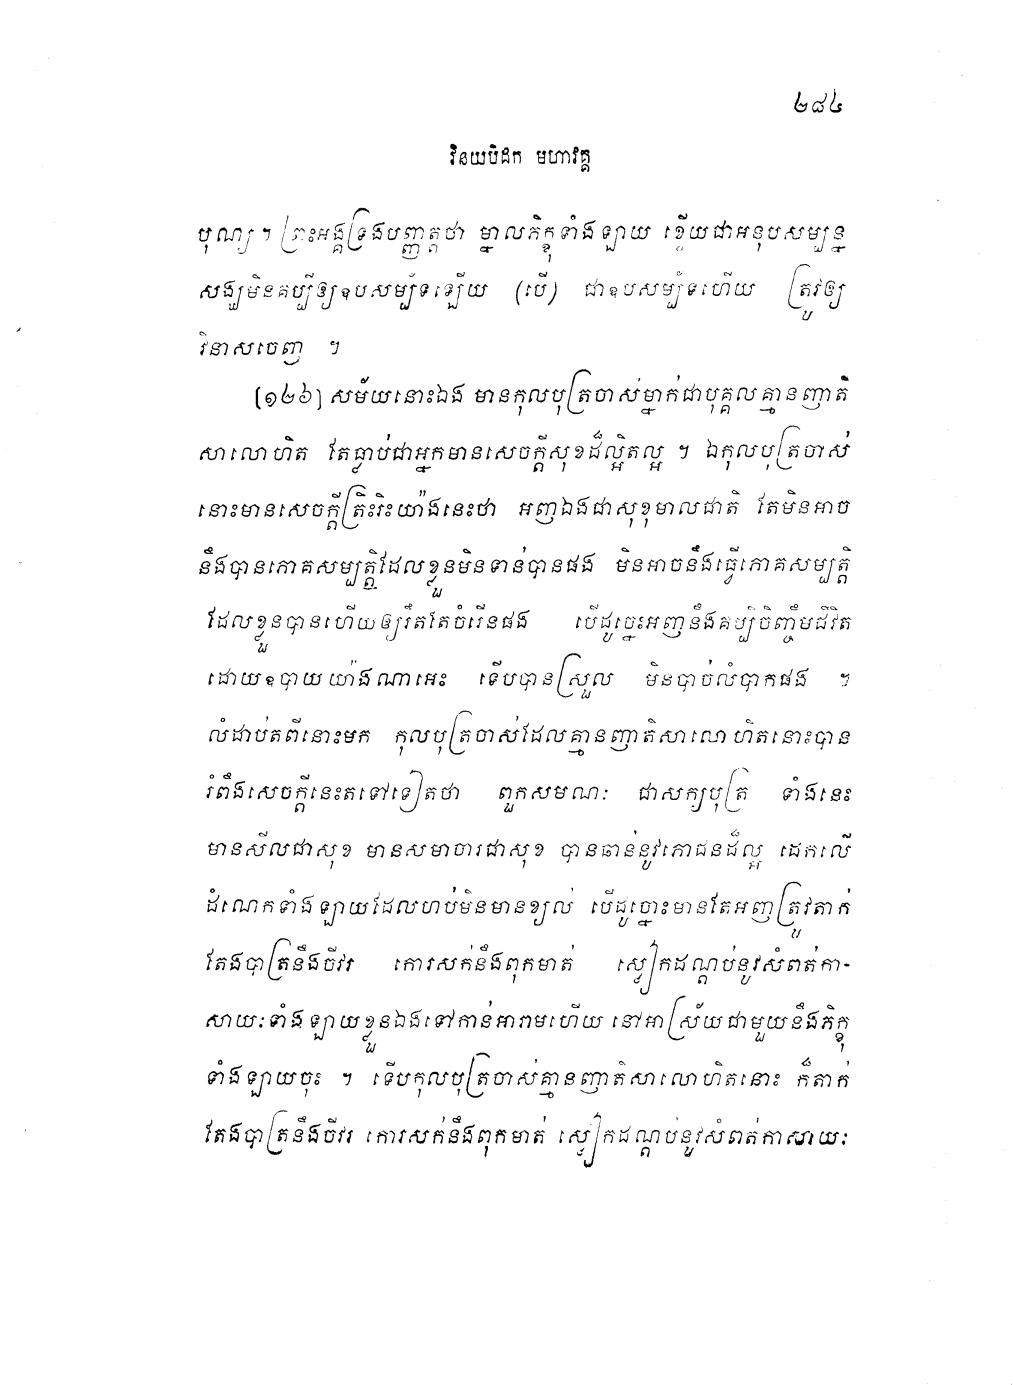 ២៨៤
វិនយបិដក មហាវគ្គ
បុណ្យ។ ព្រះអង្គទ្រង់បញ្ញត្តថា ម្នាលភិក្ខុទាំងឡាយ ខ្ទើយជាអនុបសម្បន្ន
សង្ឃមិនគប្បីឲ្យឧបសម្ប័ទឡើយ (បើ) ជាឧបសម្ប័ទហើយ ត្រូវឲ្យ
វិនាសចេញ ។
[១២៦] សម័យនោះឯង មានកុលបុត្រចាស់ម្នាក់ជាបុគ្គលគ្មានញាតិ
សាលោហិត តែធ្លាប់ជាអ្នកមានសេចក្តីសុខដ៏ល្អិតល្អ ។ ឯកុលបុត្រចាស់
នោះមានសេចក្តីត្រិះរិះយ៉ាងនេះថា អញឯងជាសុខុមាលជាតិ តែមិនអាច
នឹងបានភោគសម្បត្តិដែលខ្លួនមិនទាន់បានផង មិនអាចនឹងធ្វើភោគសម្បត្តិ
ដែលខ្លួនបានហើយឲ្យរឹតតែចំរើនផង បើដូច្នេះអញនឹងគប្បីចិញ្ចឹមជីវិត
ដោយឧបាយយ៉ាងណាអេះ ទើបបានស្រួល មិនបាច់លំបាកផង ។
លំដាប់តពីនោះមក កុលបុត្រចាស់ដែលគ្មានញាតិសាលោហិតនោះបាន
រំពឹងសេចក្តីនេះតទៅទៀតថា ពួកសមណៈ ជាសក្យបុត្រ ទាំងនេះ
មានសីលជាសុខ មានសមាចារជាសុខ បានឆាន់នូវភោជនដ៏ល្អ ដេកលើ
ដំណេកទាំងឡាយដែលហប់មិនមានខ្យល់ បើដូច្នោះមានតែអញត្រូវតាក់
តែងបាត្រនឹងចីវរ កោរសក់នឹងពុកមាត់ ស្លៀកដណ្តប់នូវសំពត់កា-
សាយៈទាំងឡាយខ្លួនឯងទៅកាន់អារាមហើយ នៅអាស្រ័យជាមួយនឹងភិក្ខុ
ទាំងឡាយចុះ ។ ទើបកុលបុត្រចាស់គ្មានញាតិសាលោហិតនោះ ក៏តាក់
តែងបាត្រនឹងចីវរ កោរសក់នឹងពុកមាត់ ស្លៀកដណ្តប់នូវសំពត់កាសាយៈ